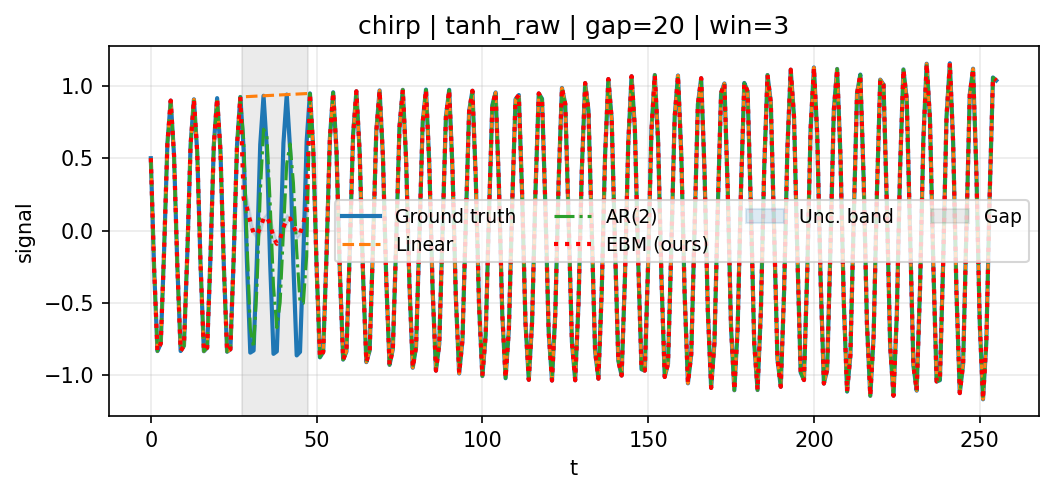 chirp | tanh_raw | gap=20 | win=3
signal
1.0
0.5
0.0
−0.5
−1.0
Ground truth AR(2) Unc. band Gap
Linear EBM (ours)
0 50 100 150 200 250
t